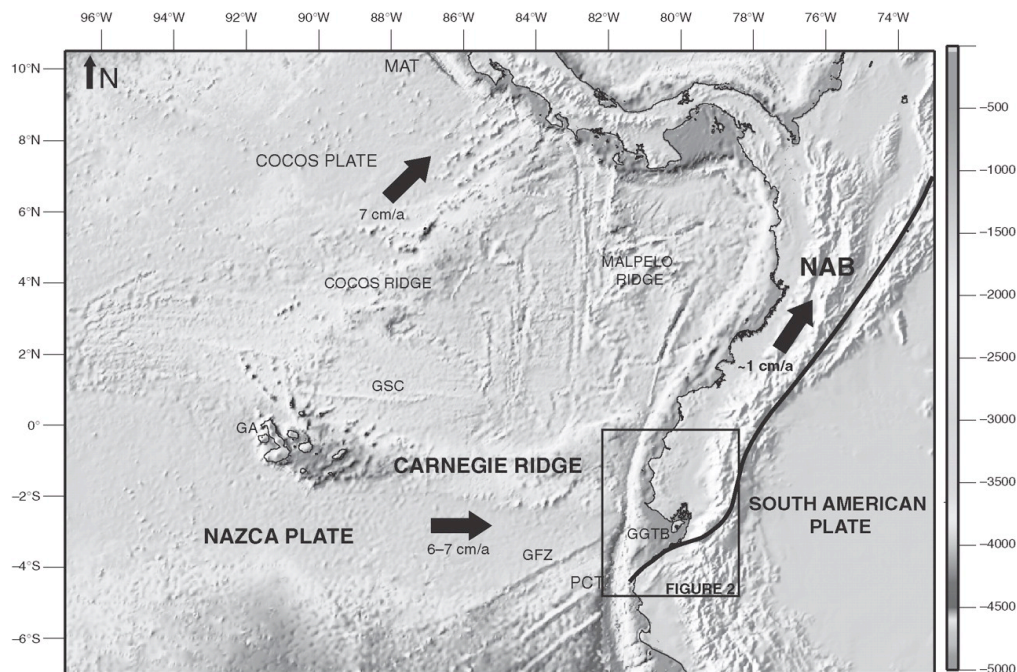 96°W 94°W 92°W 90°W 88°W 86°W 84°W 82°W 80°W 78°W 76°W 74°W
10°N
8°N
6°N
4°N
2°N
0°
−2°S
−4°S
−6°S
N
MAT
COCOS PLATE
7 cm/a
COCOS RIDGE
MALPELO
RIDGE
NAB
~1 cm/a
GSC
GA
CARNEGIE RIDGE
NAZCA PLATE
6–7 cm/a
GFZ
PCT
GGTB
FIGURE 2
SOUTH AMERICAN
PLATE
−500
−1000
−1500
−2000
−2500
−3000
−3500
−4000
−4500
−5000